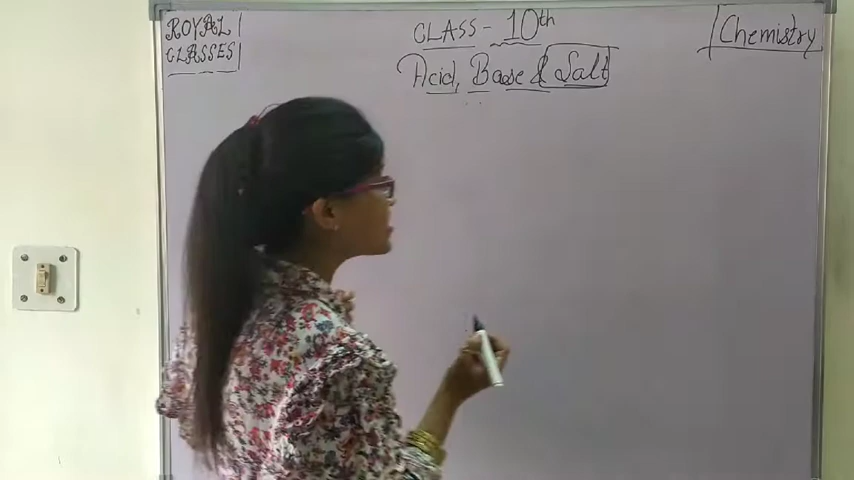 ROYAL
CLASSES
CLASS - 10th
Chemistry
Acid, Base & Salt